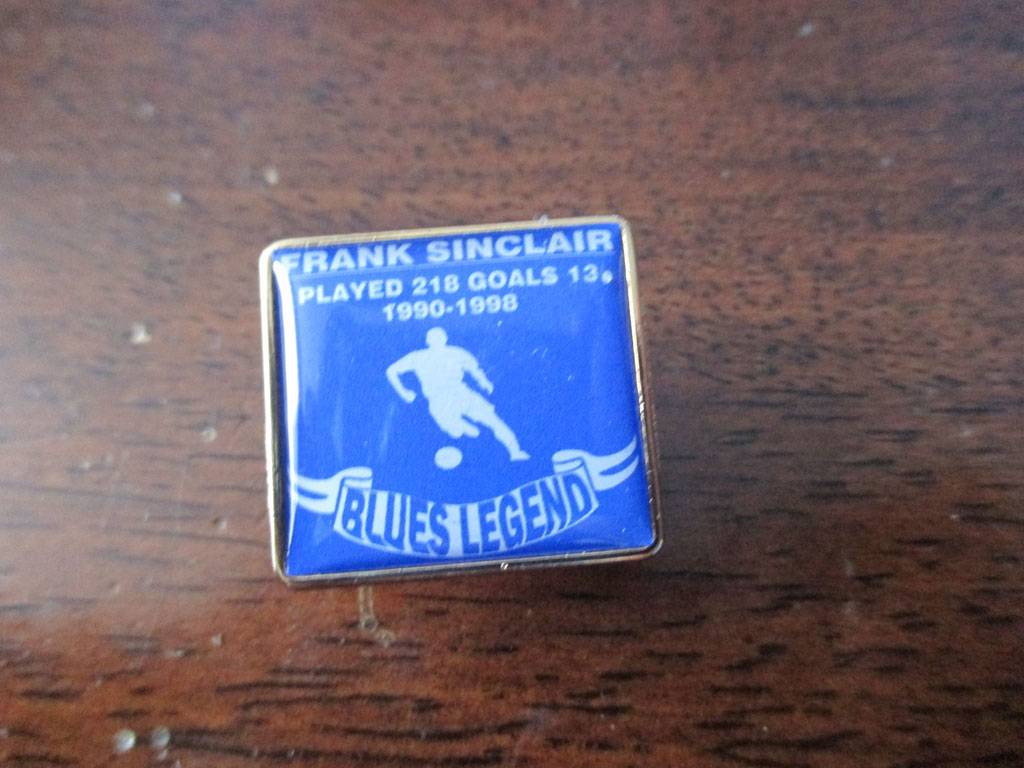 FRANK SINCLAIR
PLAYED 218 GOALS 13.
1990-1998
BLUES LEGEND